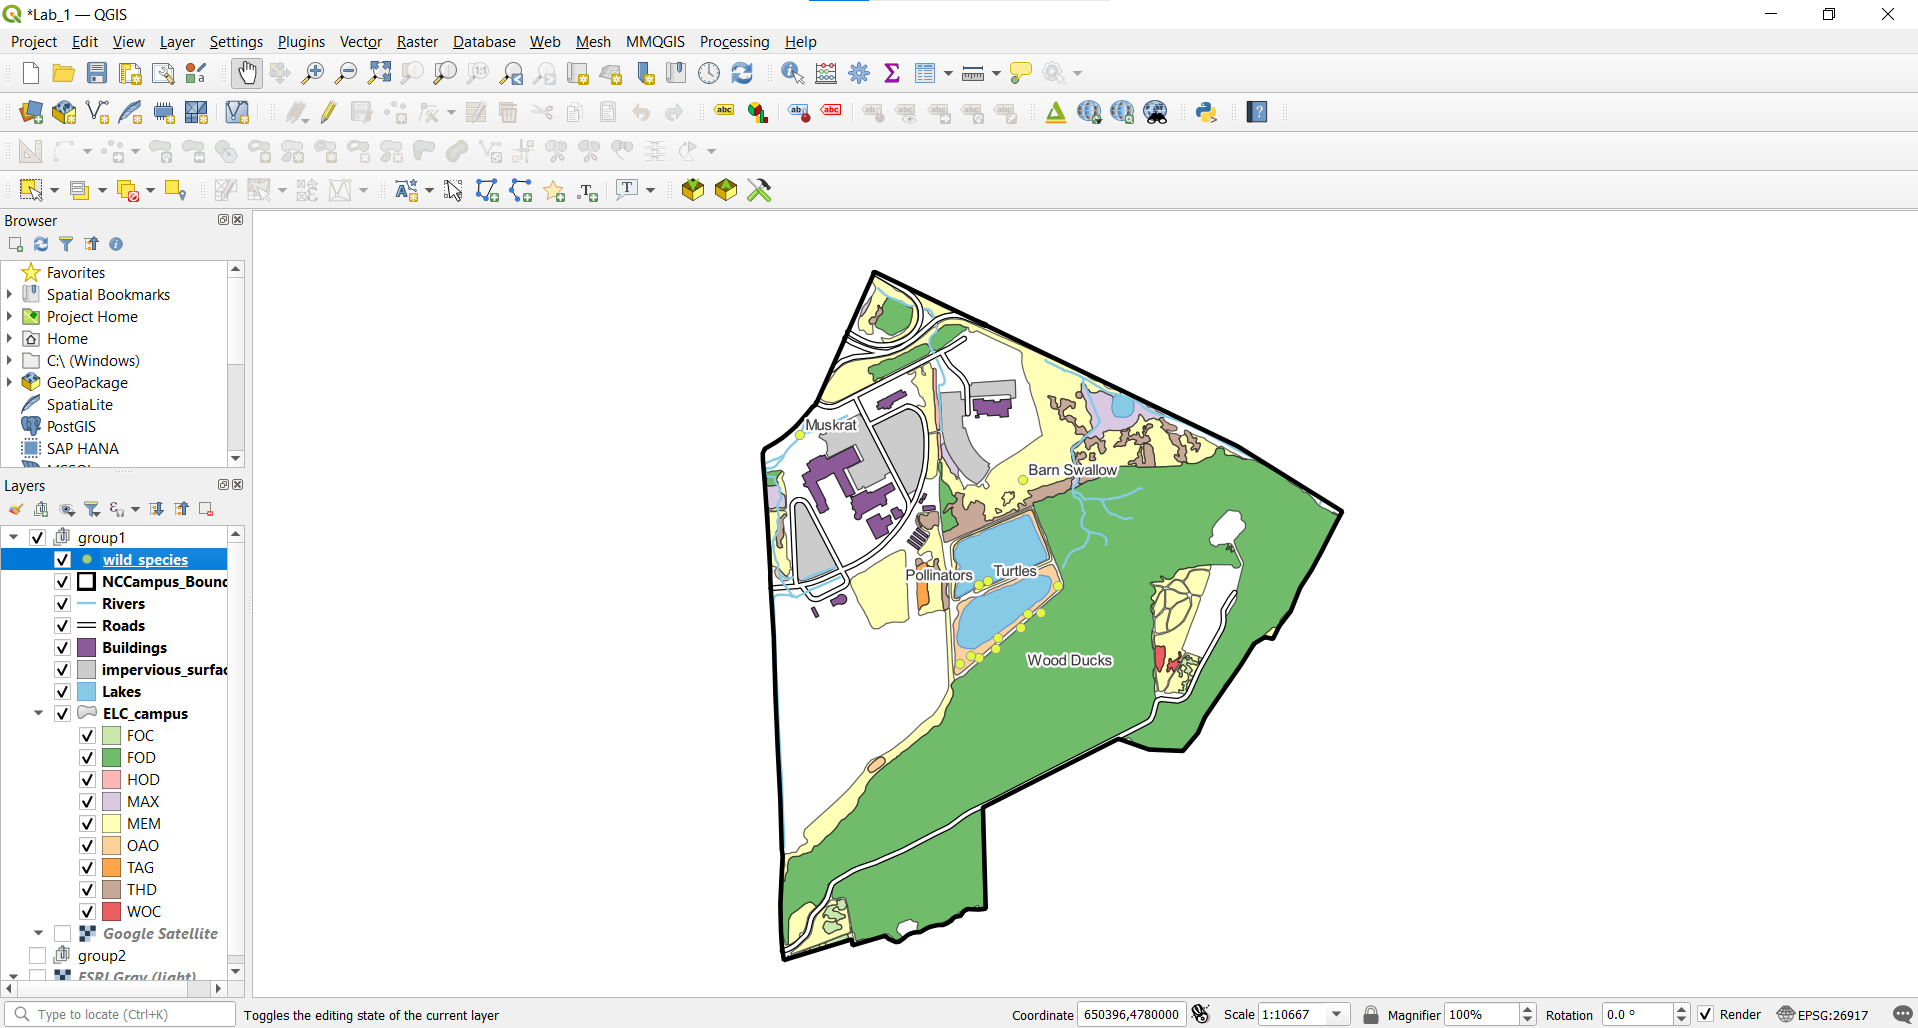 *Lab_1 — QGIS
Project Edit View Layer Settings Plugins Vector Raster Database Web Mesh MMQGIS Processing Help
Browser
Favorites
Spatial Bookmarks
Project Home
Home
C:\ (Windows)
GeoPackage
SpatiaLite
PostGIS
SAP HANA
Layers
group1
wild_species
NCCampus_Bound
Rivers
Roads
Buildings
impervious_surfac
Lakes
ELC_campus
FOC
FOD
HOD
MAX
MEM
OAO
TAG
THD
WOC
Google Satellite
group2
ESRI Gray (light)
Muskrat
Barn Swallow
Pollinators
Turtles
Wood Ducks
Type to locate (Ctrl+K)
Toggles the editing state of the current layer
Coordinate 650396,4780000
Scale 1:10667
Magnifier 100%
Rotation 0.0 °
Render
EPSG:26917